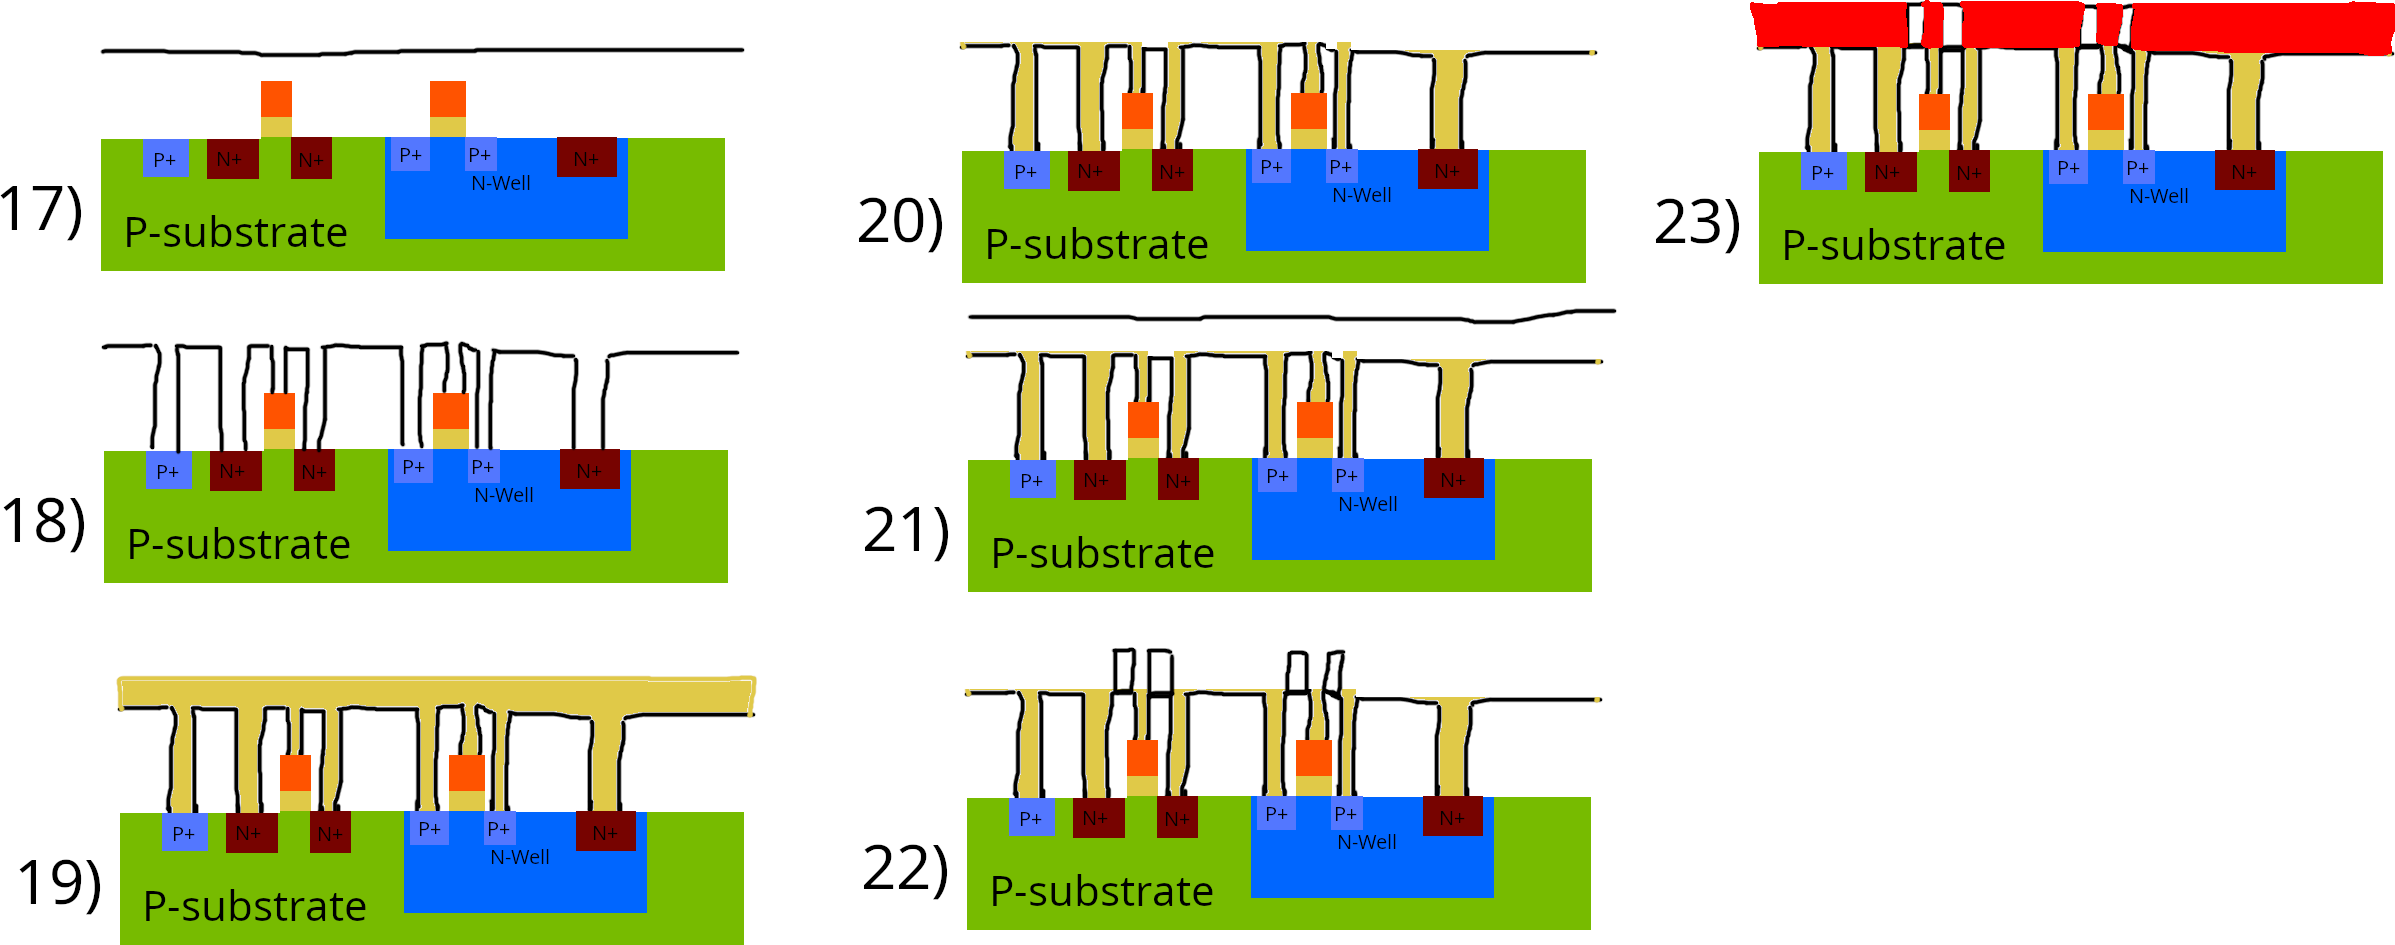 17)
P+
N+
N+
P+
P+
N+
N-Well
P-substrate
18)
P+
N+
N+
P+
P+
N+
N-Well
P-substrate
19)
P+
N+
N+
P+
P+
N+
N-Well
P-substrate
20)
P+
N+
N+
P+
P+
N+
N-Well
P-substrate
21)
P+
N+
N+
P+
P+
N+
N-Well
P-substrate
22)
P+
N+
N+
P+
P+
N+
N-Well
P-substrate
23)
P+
N+
N+
P+
P+
N+
N-Well
P-substrate